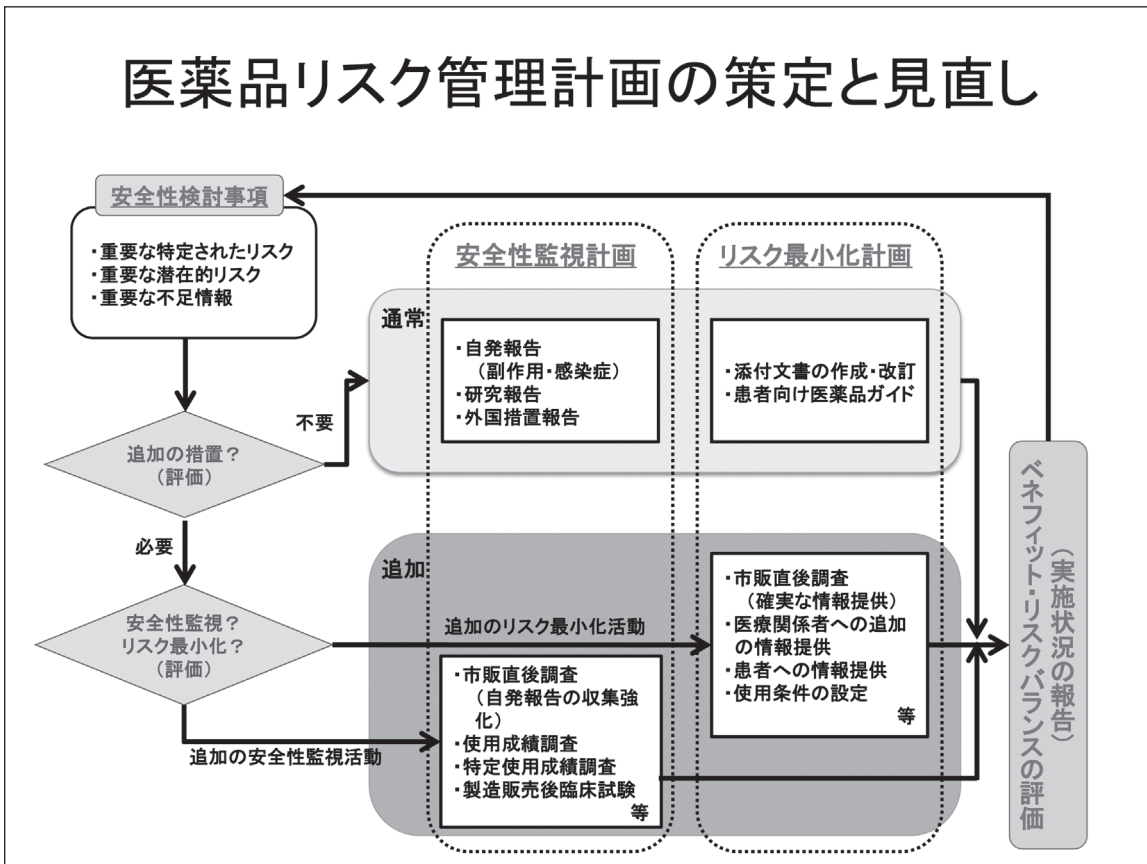 医薬品リスク管理計画の策定と見直し
安全性検討事項
・重要な特定されたリスク
・重要な潜在的リスク
・重要な不足情報
追加の措置?
(評価)
不要
必要
安全性監視?
リスク最小化?
(評価)
安全性監視計画
リスク最小化計画
通常
・自発報告
(副作用・感染症)
・研究報告
・外国措置報告
・添付文書の作成・改訂
・患者向け医薬品ガイド
追加
追加のリスク最小化活動
追加の安全性監視活動
・市販直後調査
(自発報告の収集強
化)
・使用成績調査
・特定使用成績調査
・製造販売後臨床試験
等
・市販直後調査
(確実な情報提供)
・医療関係者への追加
の情報提供
・患者への情報提供
・使用条件の設定
等
(実施状況の報告)
ベネフィット・リスクバランスの評価